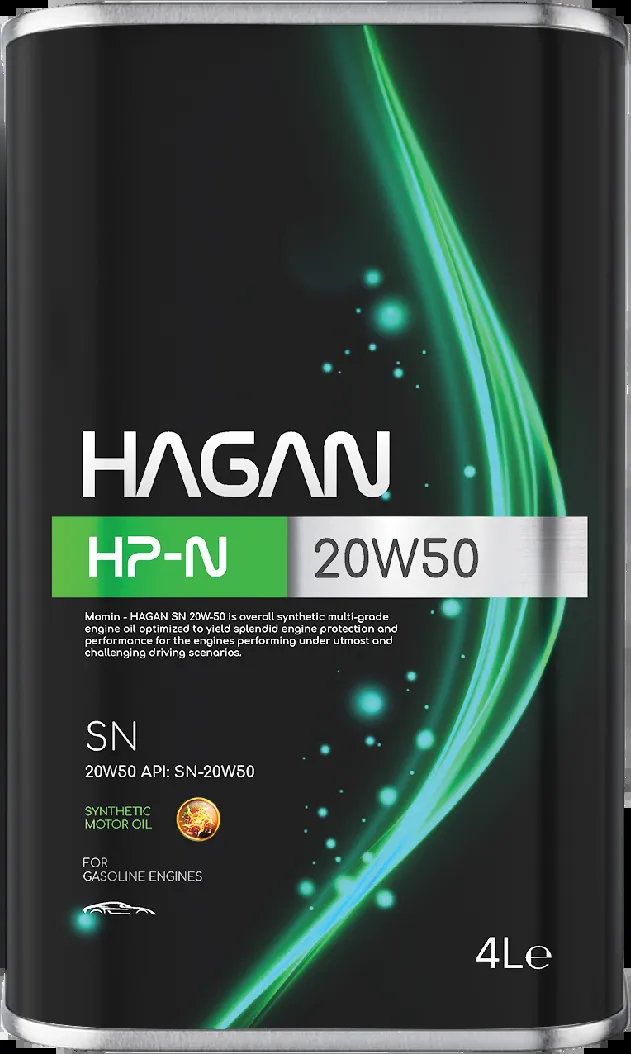 HAGAN
HP-N 20W50
Momin - HAGAN SN 20W-50 is overall synthetic multi-grade
engine oil optimized to yield splendid engine protection and
performance for the engines performing under utmost and
challenging driving scenarios.
SN
20W50 API: SN-20W50
SYNTHETIC
MOTOR OIL
FOR
GASOLINE ENGINES
4Le